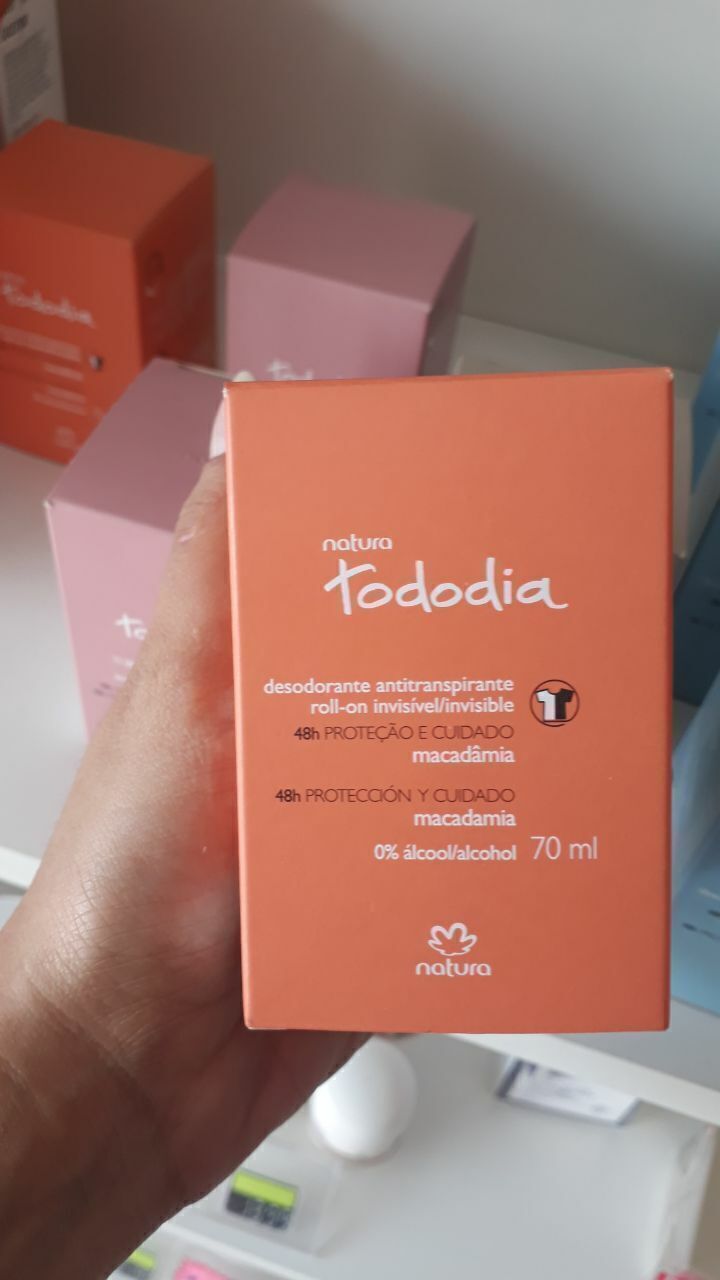 Tododia
natura
Tododia
desodorante antitranspirante
roll-on invisível/invisible
48h PROTEÇÃO E CUIDADO
macadâmia
48h PROTECCIÓN Y CUIDADO
macadamia
0% álcool/alcohol 70 ml
natura